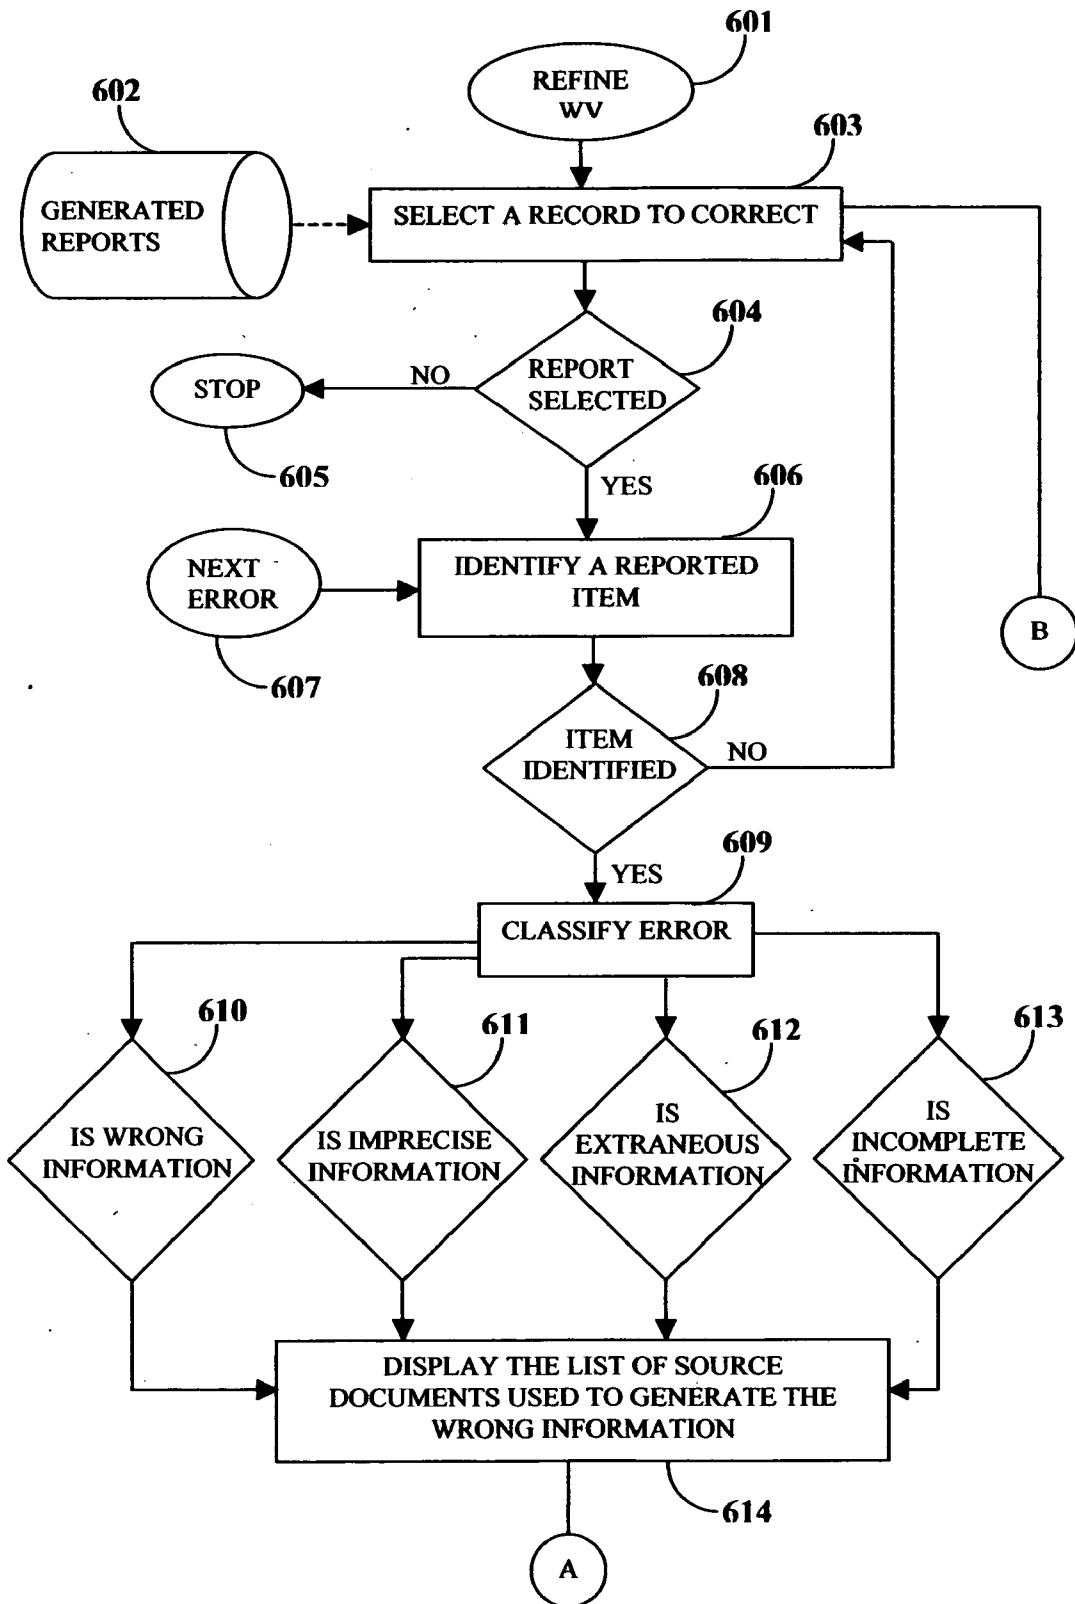 601
REFINE
WV
602
603
GENERATED
REPORTS
SELECT A RECORD TO CORRECT
604
REPORT
SELECTED
NO
STOP
605
YES
606
NEXT
ERROR
IDENTIFY A REPORTED
ITEM
B
607
608
ITEM
IDENTIFIED
NO
609
YES
CLASSIFY ERROR
610
611
612
613
IS WRONG
INFORMATION
IS IMPRECISE
INFORMATION
IS
EXTRANEOUS
INFORMATION
IS
INCOMPLETE
INFORMATION
DISPLAY THE LIST OF SOURCE
DOCUMENTS USED TO GENERATE THE
WRONG INFORMATION
614
A